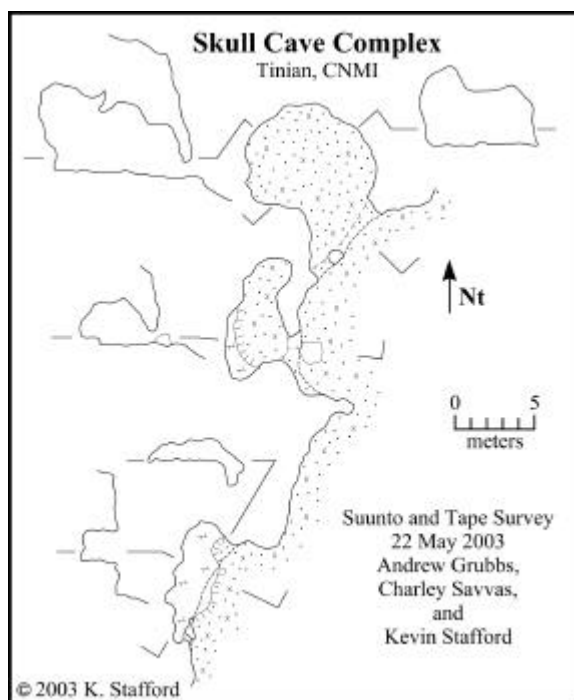 Skull Cave Complex
Tinian, CNMI
Nt
0 5
meters
Suunto and Tape Survey
22 May 2003
Andrew Grubbs,
Charley Savvas,
and
Kevin Stafford
© 2003 K. Stafford